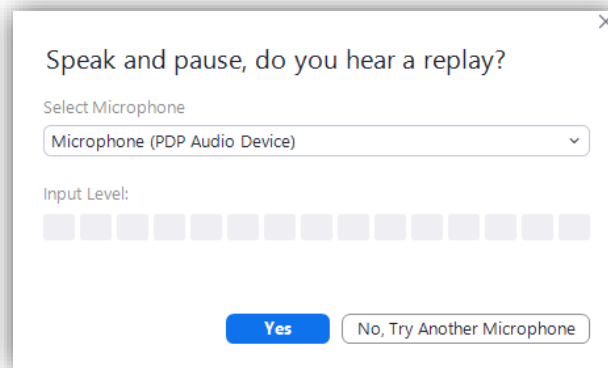 Speak and pause, do you hear a replay?
Select Microphone
Microphone (PDP Audio Device)
Input Level:
Yes
No, Try Another Microphone